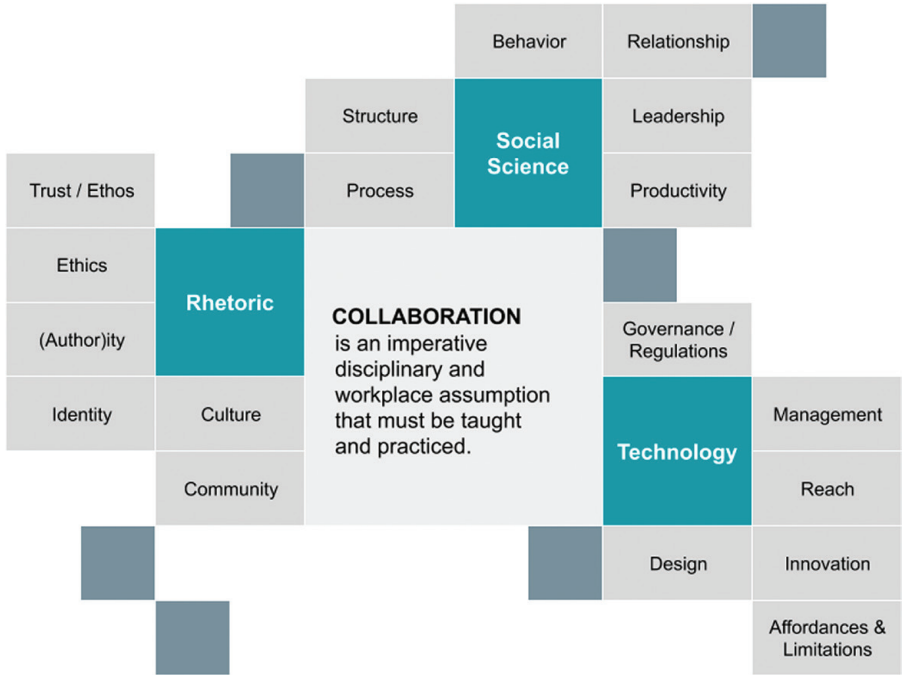 Behavior
Relationship
Structure
Social
Science
Leadership
Process
Productivity
Trust / Ethos
Ethics
Rhetoric
(Author)ity
Identity
Culture
Community
COLLABORATION
is an imperative
disciplinary and
workplace assumption
that must be taught
and practiced.
Governance /
Regulations
Technology
Management
Reach
Design
Innovation
Affordances &
Limitations